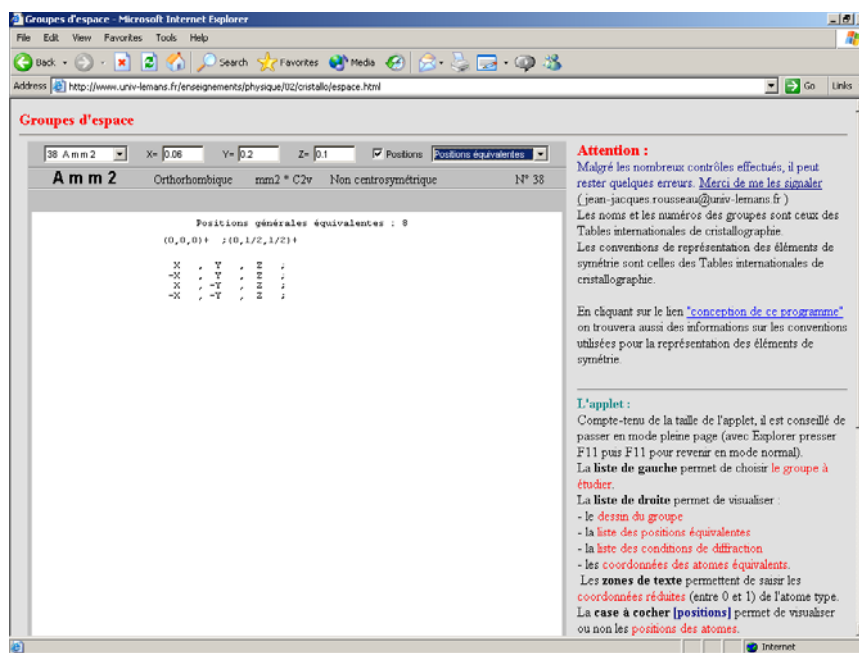 Groupes d'espace - Microsoft Internet Explorer
File Edit View Favorites Tools Help
Back Search Favorites Media
Address http://www.univ-lemans.fr/enseignements/physique/02/cristallo/espace.html Go Links
Groupes d'espace
38 A m m 2 X= 0.06 Y= 0.2 Z= 0.1 Positions Positions équivalentes
A m m 2 Orthorhombique mm2 * C2v Non centrosymétrique N° 38
Positions générales équivalentes : 8
(0,0,0)+ ;(0,1/2,1/2)+
X , Y , Z ;
-X , Y , Z ;
X , -Y , Z ;
-X , -Y , Z ;
Attention :
Malgré les nombreux contrôles effectués, il peut
rester quelques erreurs. Merci de me les signaler
( jean-jacques.rousseau@univ-lemans.fr )
Les noms et les numéros des groupes sont ceux des
Tables internationales de cristallographie.
Les conventions de représentation des éléments de
symétrie sont celles des Tables internationales de
cristallographie.
En cliquant sur le lien "conception de ce programme"
on trouvera aussi des informations sur les conventions
utilisées pour la représentation des éléments de
symétrie.
L'applet :
Compte-tenu de la taille de l'applet, il est conseillé de
passer en mode pleine page (avec Explorer presser
F11 puis F11 pour revenir en mode normal).
La liste de gauche permet de choisir le groupe à
étudier.
La liste de droite permet de visualiser :
- le dessin du groupe
- la liste des positions équivalentes
- la liste des conditions de diffraction
- les coordonnées des atomes équivalents.
Les zones de texte permettent de saisir les
coordonnées réduites (entre 0 et 1) de l'atome type.
La case à cocher [positions] permet de visualiser
ou non les positions des atomes.
Internet